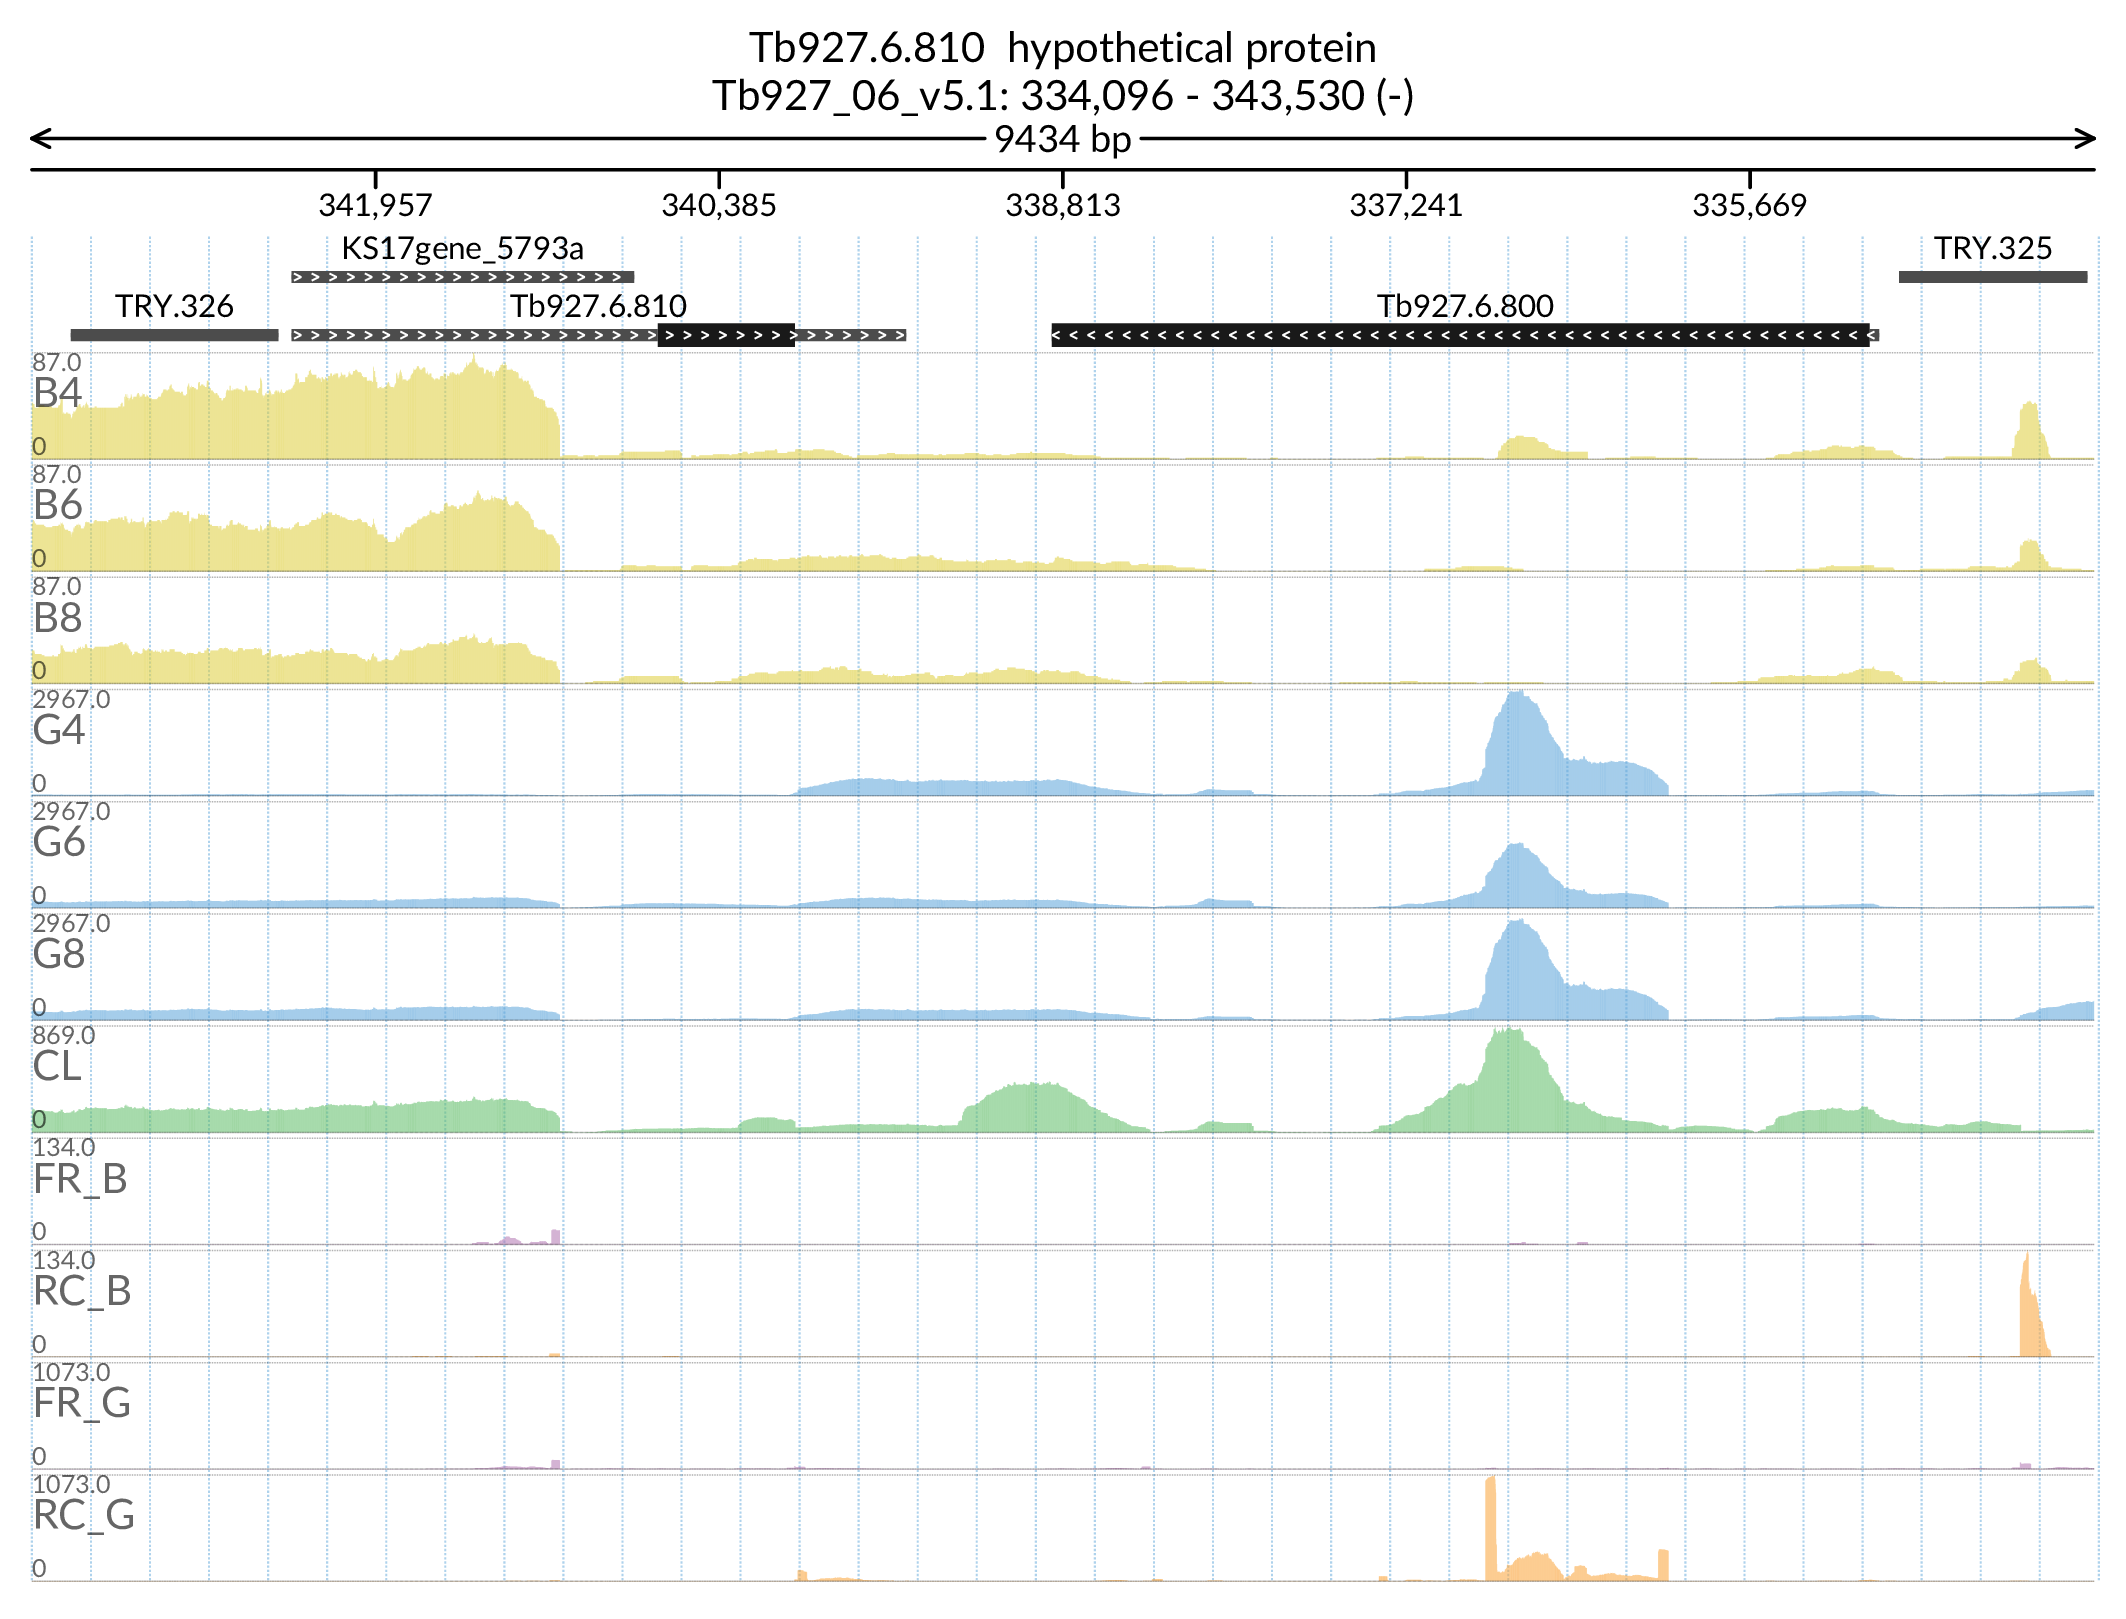 Tb927.6.810 hypothetical protein
Tb927_06_v5.1: 334,096 - 343,530 (-)
9434 bp
341,957 340,385 338,813 337,241 335,669
KS17gene_5793a TRY.325
TRY.326 Tb927.6.810 Tb927.6.800
87.0
B4
0
87.0
B6
0
87.0
B8
0
2967.0
G4
0
2967.0
G6
0
2967.0
G8
0
869.0
CL
0
134.0
FR_B
0
134.0
RC_B
0
1073.0
FR_G
0
1073.0
RC_G
0